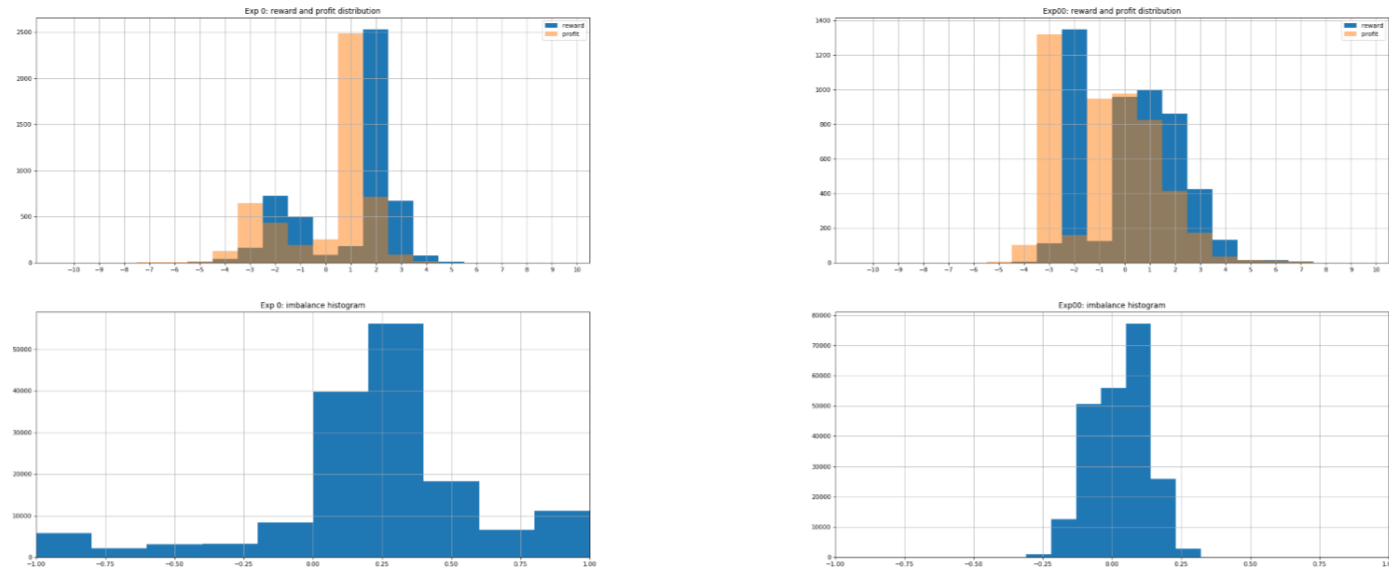 Exp 0: reward and profit distribution
reward
profit
2500
2000
1500
1000
500
0
−10 −9 −8 −7 −6 −5 −4 −3 −2 −1 0 1 2 3 4 5 6 7 8 9 10
Exp00: reward and profit distribution
reward
profit
1400
1200
1000
800
600
400
200
0
−10 −9 −8 −7 −6 −5 −4 −3 −2 −1 0 1 2 3 4 5 6 7 8 9 10
Exp 0: imbalance histogram
50000
40000
30000
20000
10000
0
−1.00 −0.75 −0.50 −0.25 0.00 0.25 0.50 0.75 1.00
Exp00: imbalance histogram
80000
70000
60000
50000
40000
30000
20000
10000
0
−1.00 −0.75 −0.50 −0.25 0.00 0.25 0.50 0.75 1.0